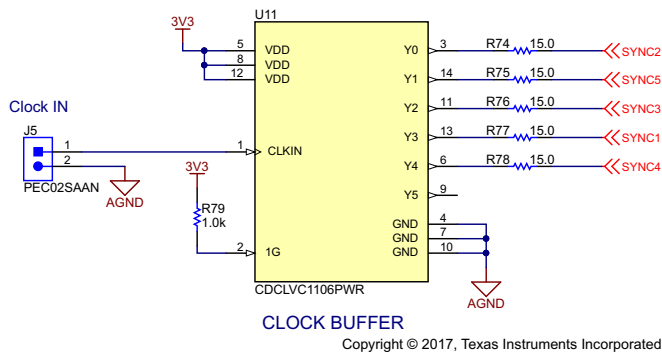 U11
3V3
5 VDD
8 VDD
12 VDD
Y0 3 R74 15.0 SYNC2
Y1 14 R75 15.0 SYNC5
Y2 11 R76 15.0 SYNC3
Y3 13 R77 15.0 SYNC1
Y4 6 R78 15.0 SYNC4
Y5 9
Clock IN
J5
1
2
PEC02SAAN
AGND
1 CLKIN
3V3
R79
1.0k
2 1G
GND 4
GND 7
GND 10
AGND
CDCLVC1106PWR
CLOCK BUFFER
Copyright © 2017, Texas Instruments Incorporated